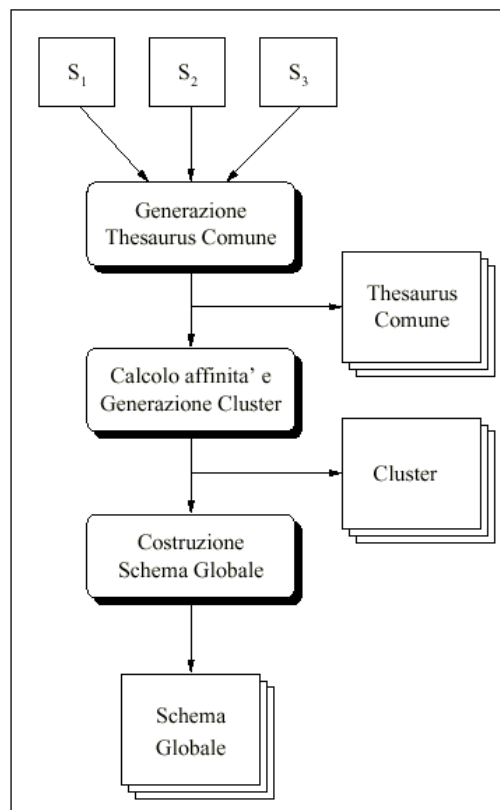 S1 S2 S3
Generazione
Thesaurus Comune
Thesaurus
Comune
Calcolo affinita' e
Generazione Cluster
Cluster
Costruzione
Schema Globale
Schema
Globale